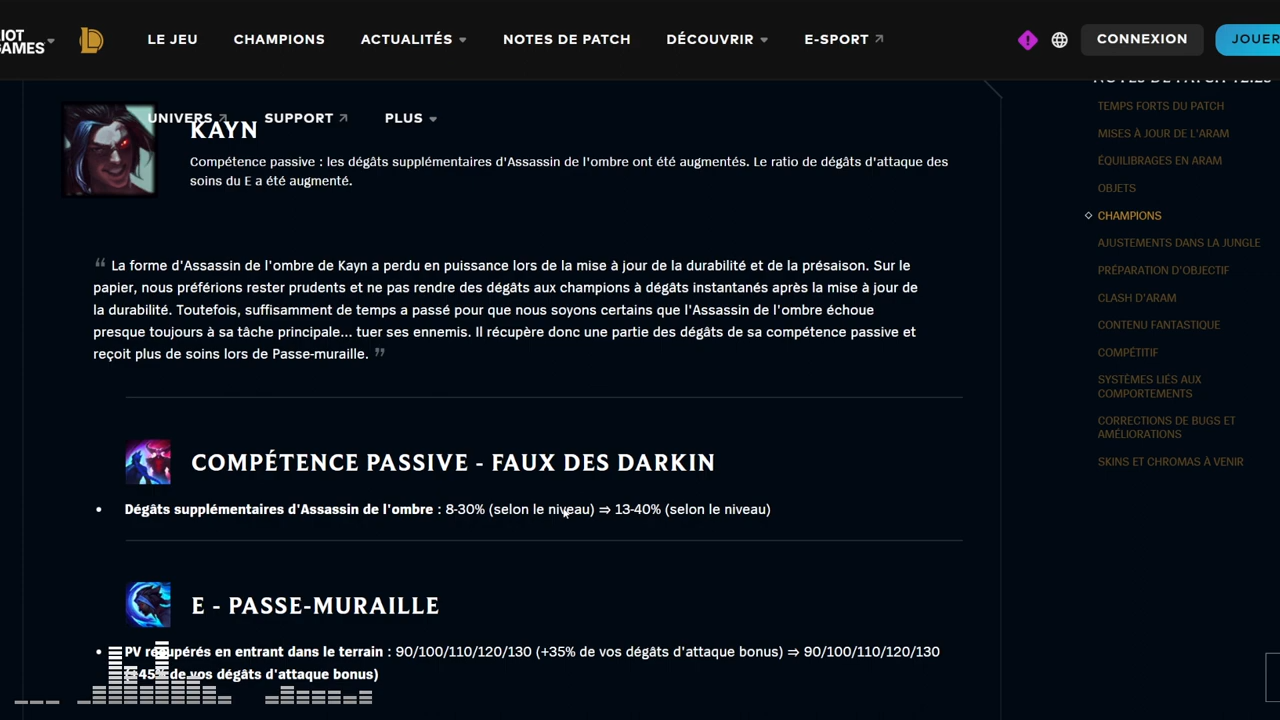 IOT
GAMES
LE JEU
CHAMPIONS
ACTUALITÉS
NOTES DE PATCH
DÉCOUVRIR
E-SPORT
CONNEXION
JOUER
UNIVERS
SUPPORT
PLUS
KAYN
Compétence passive : les dégâts supplémentaires d'Assassin de l'ombre ont été augmentés. Le ratio de dégâts d'attaque des
soins du E a été augmenté.
“ La forme d'Assassin de l'ombre de Kayn a perdu en puissance lors de la mise à jour de la durabilité et de la présaison. Sur le
papier, nous préférions rester prudents et ne pas rendre des dégâts aux champions à dégâts instantanés après la mise à jour de
la durabilité. Toutefois, suffisamment de temps a passé pour que nous soyons certains que l'Assassin de l'ombre échoue
presque toujours à sa tâche principale... tuer ses ennemis. Il récupère donc une partie des dégâts de sa compétence passive et
reçoit plus de soins lors de Passe-muraille. ”
COMPÉTENCE PASSIVE - FAUX DES DARKIN
• Dégâts supplémentaires d'Assassin de l'ombre : 8-30% (selon le niveau) ⇒ 13-40% (selon le niveau)
E - PASSE-MURAILLE
• PV récupérés en entrant dans le terrain : 90/100/110/120/130 (+35% de vos dégâts d'attaque bonus) ⇒ 90/100/110/120/130
(+45% de vos dégâts d'attaque bonus)
NOTES DE PATCH
TEMPS FORTS DU PATCH
MISES À JOUR DE L'ARAM
ÉQUILIBRAGES EN ARAM
OBJETS
CHAMPIONS
AJUSTEMENTS DANS LA JUNGLE
PRÉPARATION D'OBJECTIF
CLASH D'ARAM
CONTENU FANTASTIQUE
COMPÉTITIF
SYSTÈMES LIÉS AUX
COMPORTEMENTS
CORRECTIONS DE BUGS ET
AMÉLIORATIONS
SKINS ET CHROMAS À VENIR